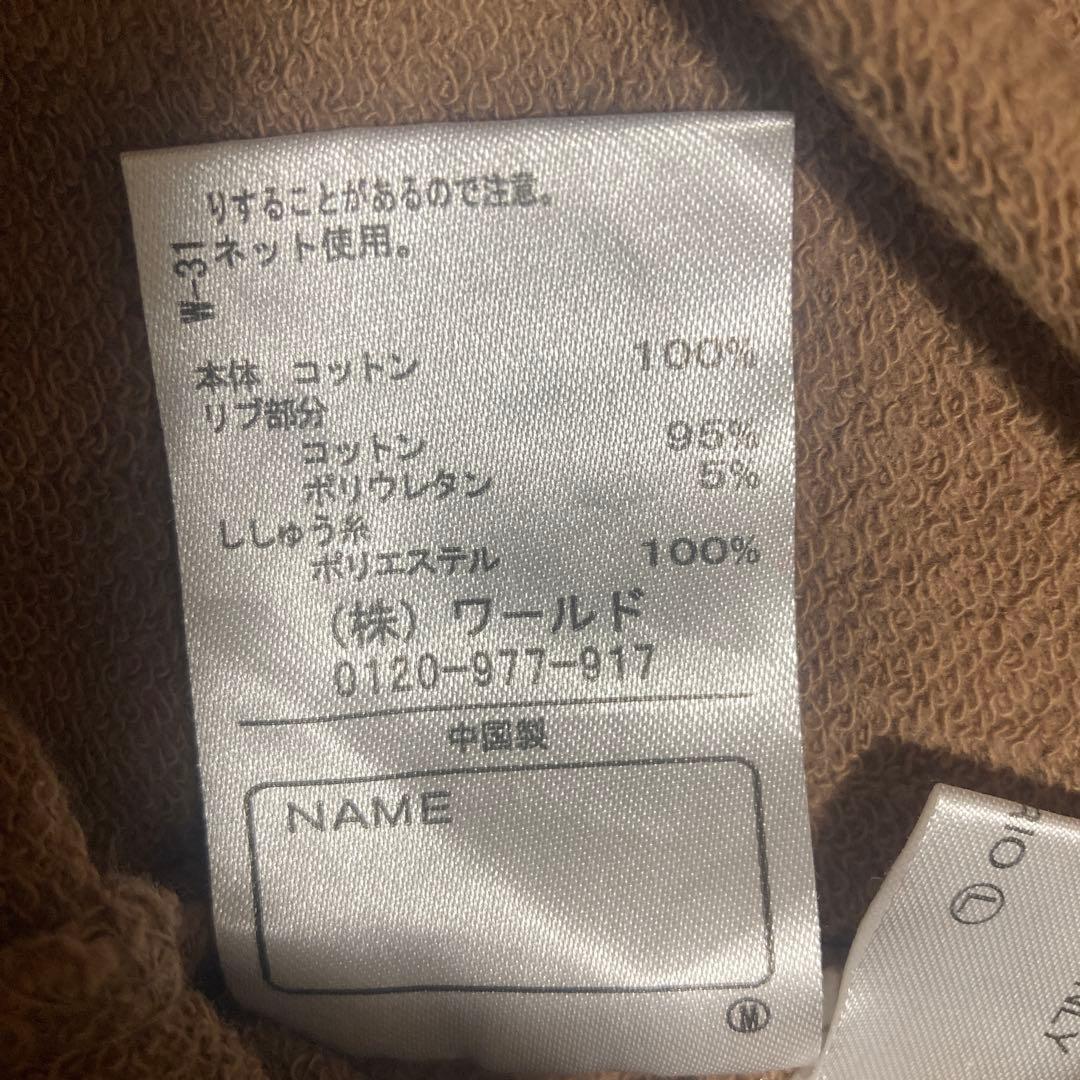 りすることがあるので注意。
ネット使用。
W-31
本体 コットン 100%
リブ部分
コットン 95%
ポリウレタン 5%
ししゅう糸
ポリエステル 100%
(株) ワールド
0120-977-917
中国製
NAME
M
RIO L
NLY